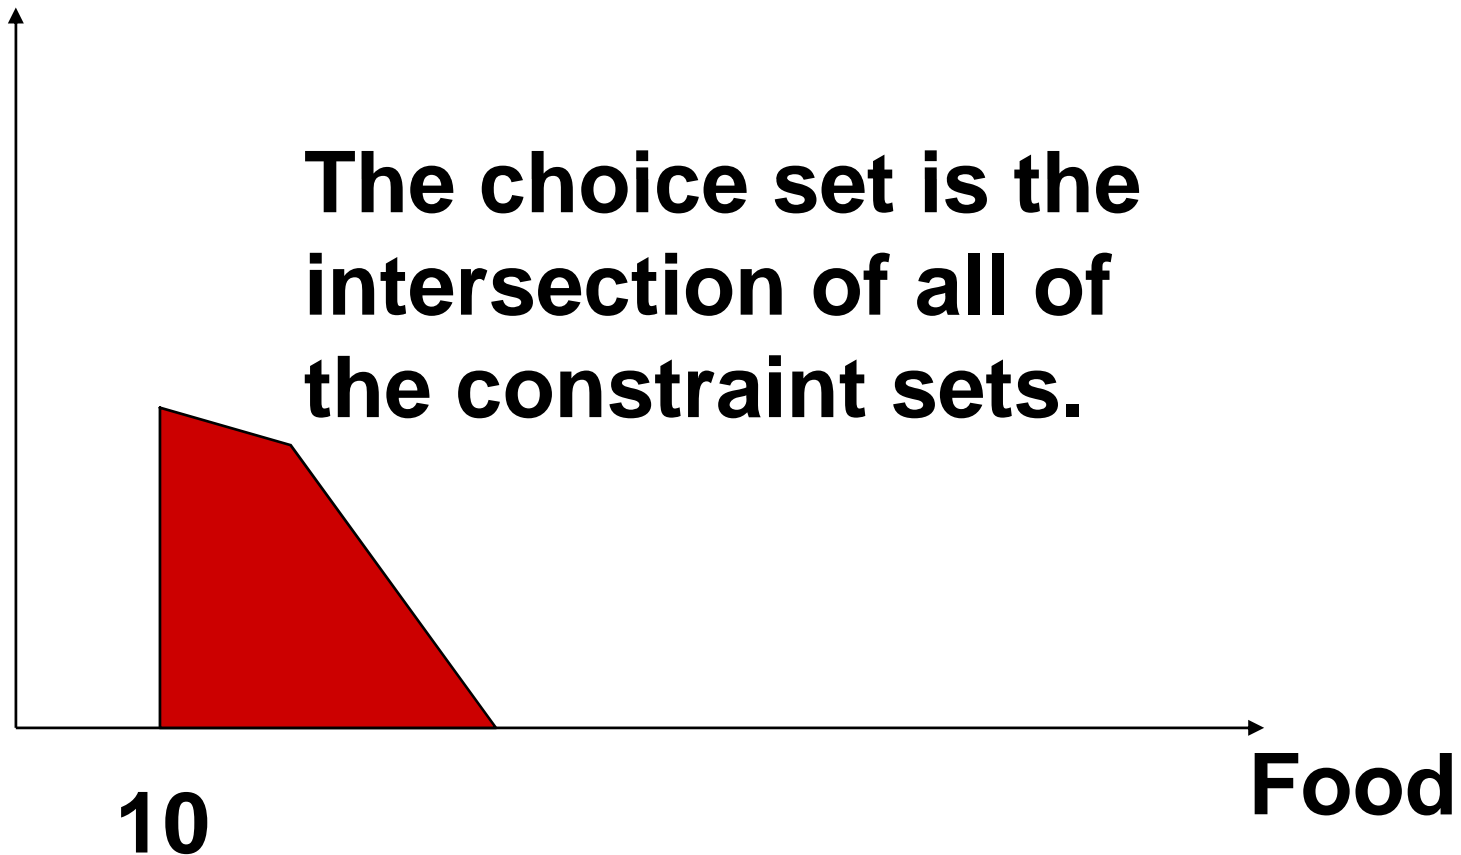 The choice set is the
intersection of all of
the constraint sets.
Food
10